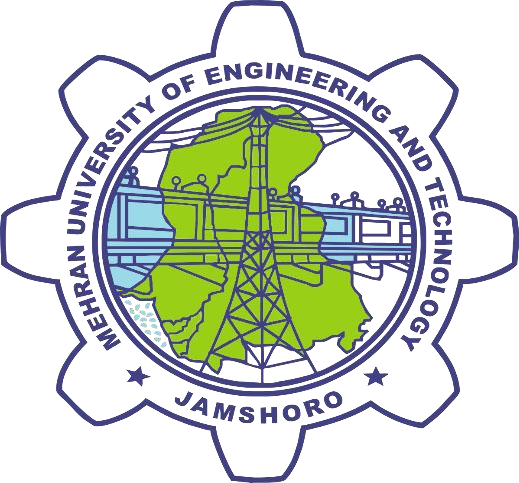 MEHRAN UNIVERSITY OF ENGINEERING AND TECHNOLOGY
JAMSHORO